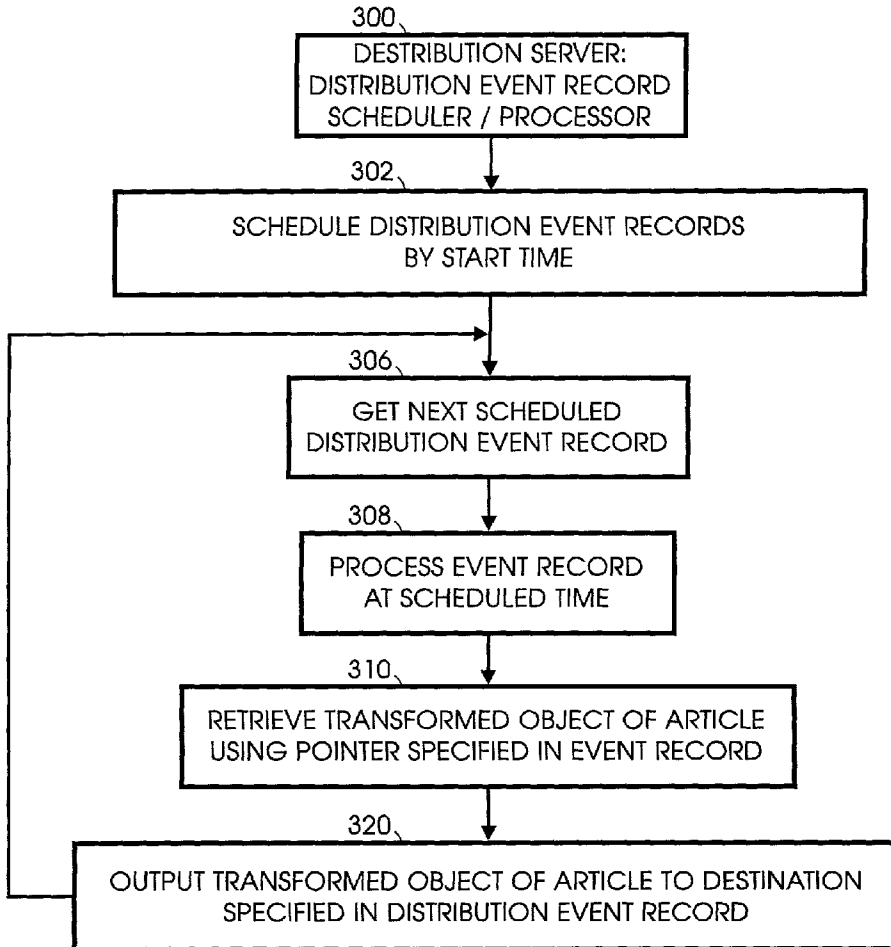 300
DESTRIBUTION SERVER:
DISTRIBUTION EVENT RECORD
SCHEDULER / PROCESSOR
302
SCHEDULE DISTRIBUTION EVENT RECORDS
BY START TIME
306
GET NEXT SCHEDULED
DISTRIBUTION EVENT RECORD
308
PROCESS EVENT RECORD
AT SCHEDULED TIME
310
RETRIEVE TRANSFORMED OBJECT OF ARTICLE
USING POINTER SPECIFIED IN EVENT RECORD
320
OUTPUT TRANSFORMED OBJECT OF ARTICLE TO DESTINATION
SPECIFIED IN DISTRIBUTION EVENT RECORD